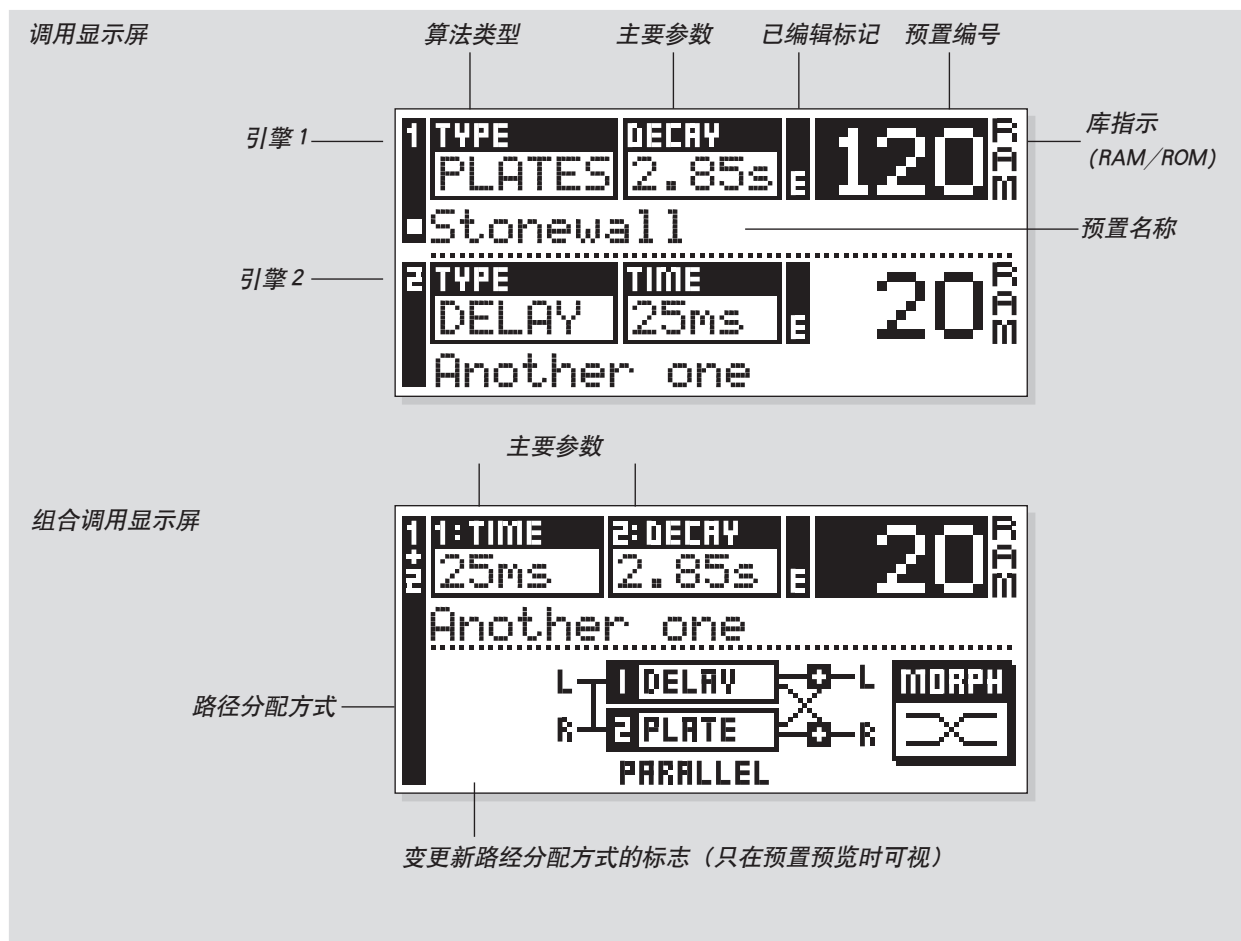 调用显示屏
算法类型
主要参数
已编辑标记
预置编号
引擎 1
1 TYPE DECAY
PLATES 2.85s E 120 RAM
库指示
(RAM/ROM)
Stonewall
预置名称
引擎 2
2 TYPE TIME
DELAY 25ms E 20 RAM
Another one
主要参数
组合调用显示屏
1+2 1:TIME 2:DECAY
25ms 2.85s E 20 RAM
Another one
路径分配方式
L 1 DELAY L MORPH
R 2 PLATE R
PARALLEL
变更新路经分配方式的标志（只在预置预览时可视）